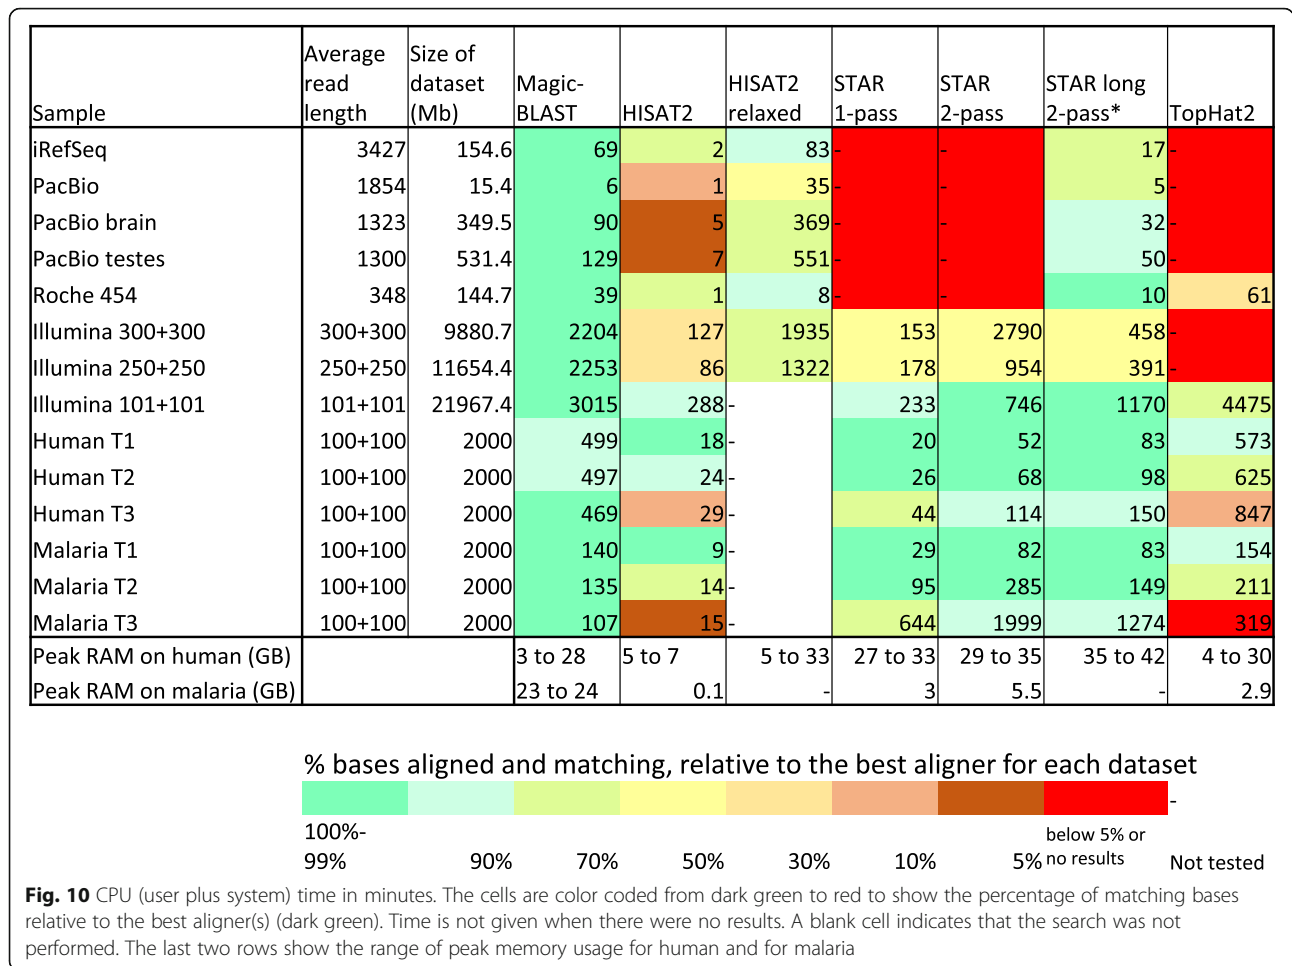 Sample Average read length Size of dataset (Mb) Magic-BLAST HISAT2 HISAT2 relaxed STAR 1-pass STAR 2-pass STAR long 2-pass* TopHat2
iRefSeq 3427 154.6 69 2 83 - - 17 -
PacBio 1854 15.4 6 1 35 - - 5 -
PacBio brain 1323 349.5 90 5 369 - - 32 -
PacBio testes 1300 531.4 129 7 551 - - 50 -
Roche 454 348 144.7 39 1 8 - - 10 61
Illumina 300+300 300+300 9880.7 2204 127 1935 153 2790 458 -
Illumina 250+250 250+250 11654.4 2253 86 1322 178 954 391 -
Illumina 101+101 101+101 21967.4 3015 288 - 233 746 1170 4475
Human T1 100+100 2000 499 18 - 20 52 83 573
Human T2 100+100 2000 497 24 - 26 68 98 625
Human T3 100+100 2000 469 29 - 44 114 150 847
Malaria T1 100+100 2000 140 9 - 29 82 83 154
Malaria T2 100+100 2000 135 14 - 95 285 149 211
Malaria T3 100+100 2000 107 15 - 644 1999 1274 319
Peak RAM on human (GB) 3 to 28 5 to 7 5 to 33 27 to 33 29 to 35 35 to 42 4 to 30
Peak RAM on malaria (GB) 23 to 24 0.1 - 3 5.5 - 2.9
% bases aligned and matching, relative to the best aligner for each dataset
-
100%-99% 90% 70% 50% 30% 10% 5% below 5% or no results Not tested
Fig. 10 CPU (user plus system) time in minutes. The cells are color coded from dark green to red to show the percentage of matching bases
relative to the best aligner(s) (dark green). Time is not given when there were no results. A blank cell indicates that the search was not
performed. The last two rows show the range of peak memory usage for human and for malaria